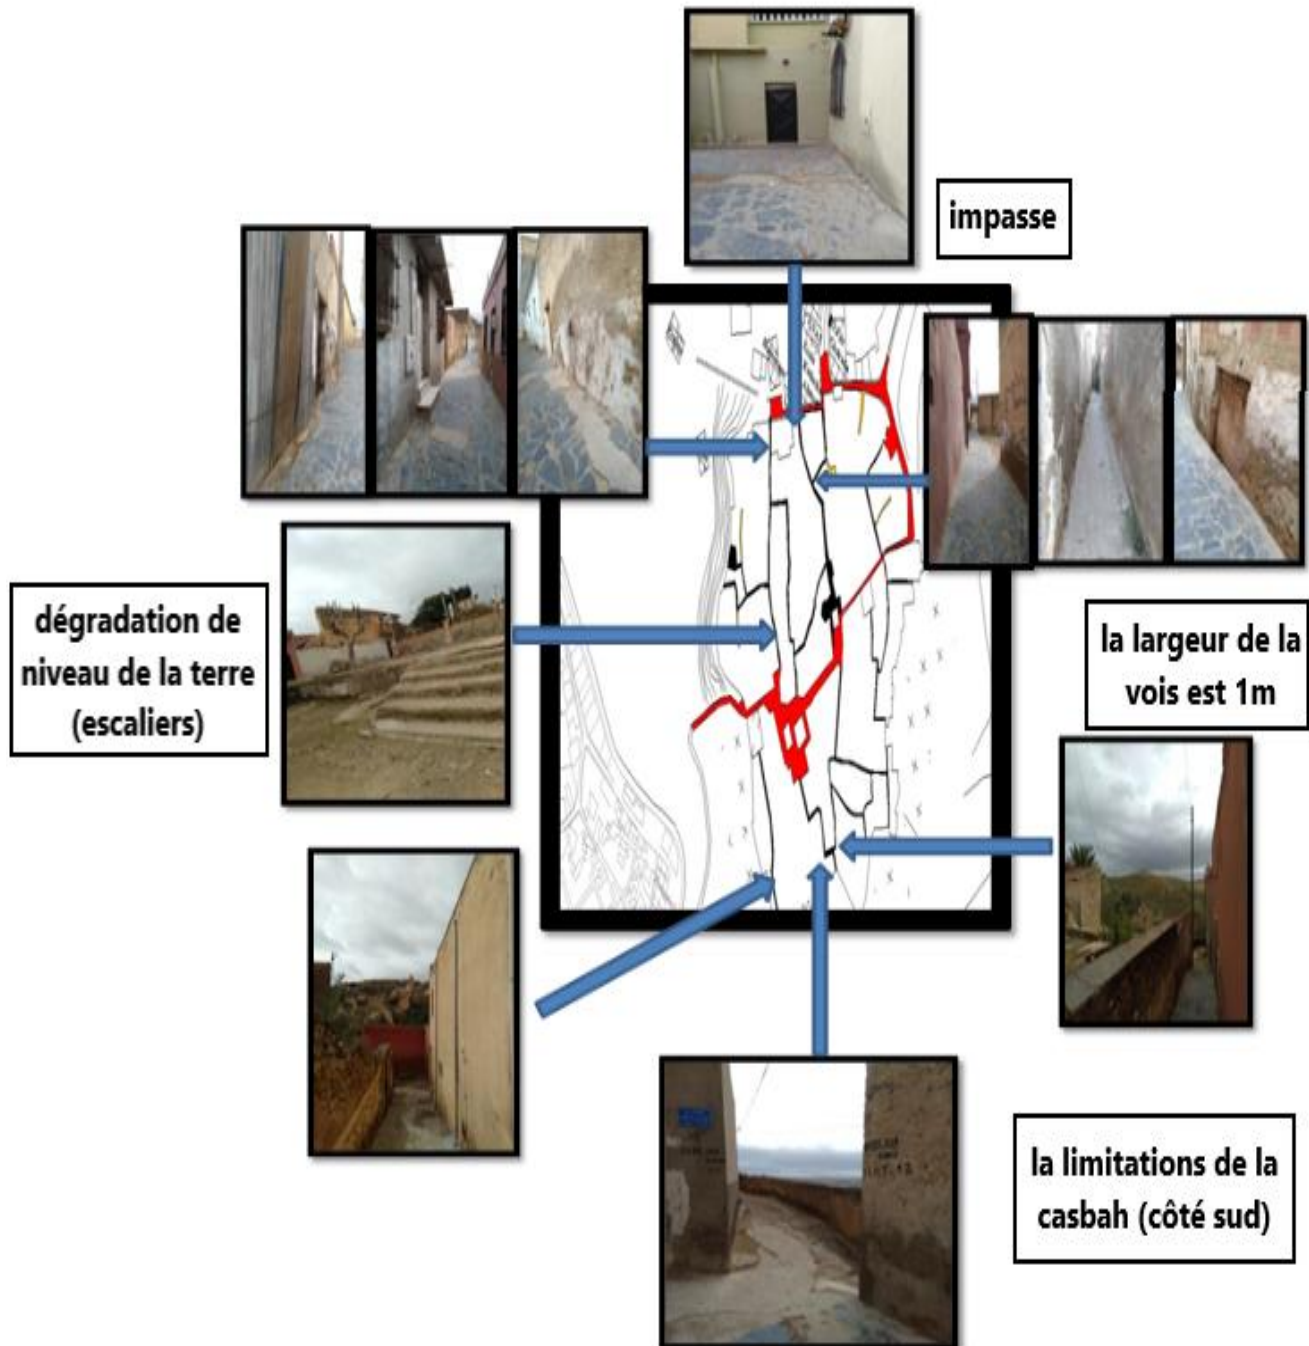 impasse
dégradation de
niveau de la terre
(escaliers)
la largeur de la
vois est 1m
la limitations de la
casbah (côté sud)